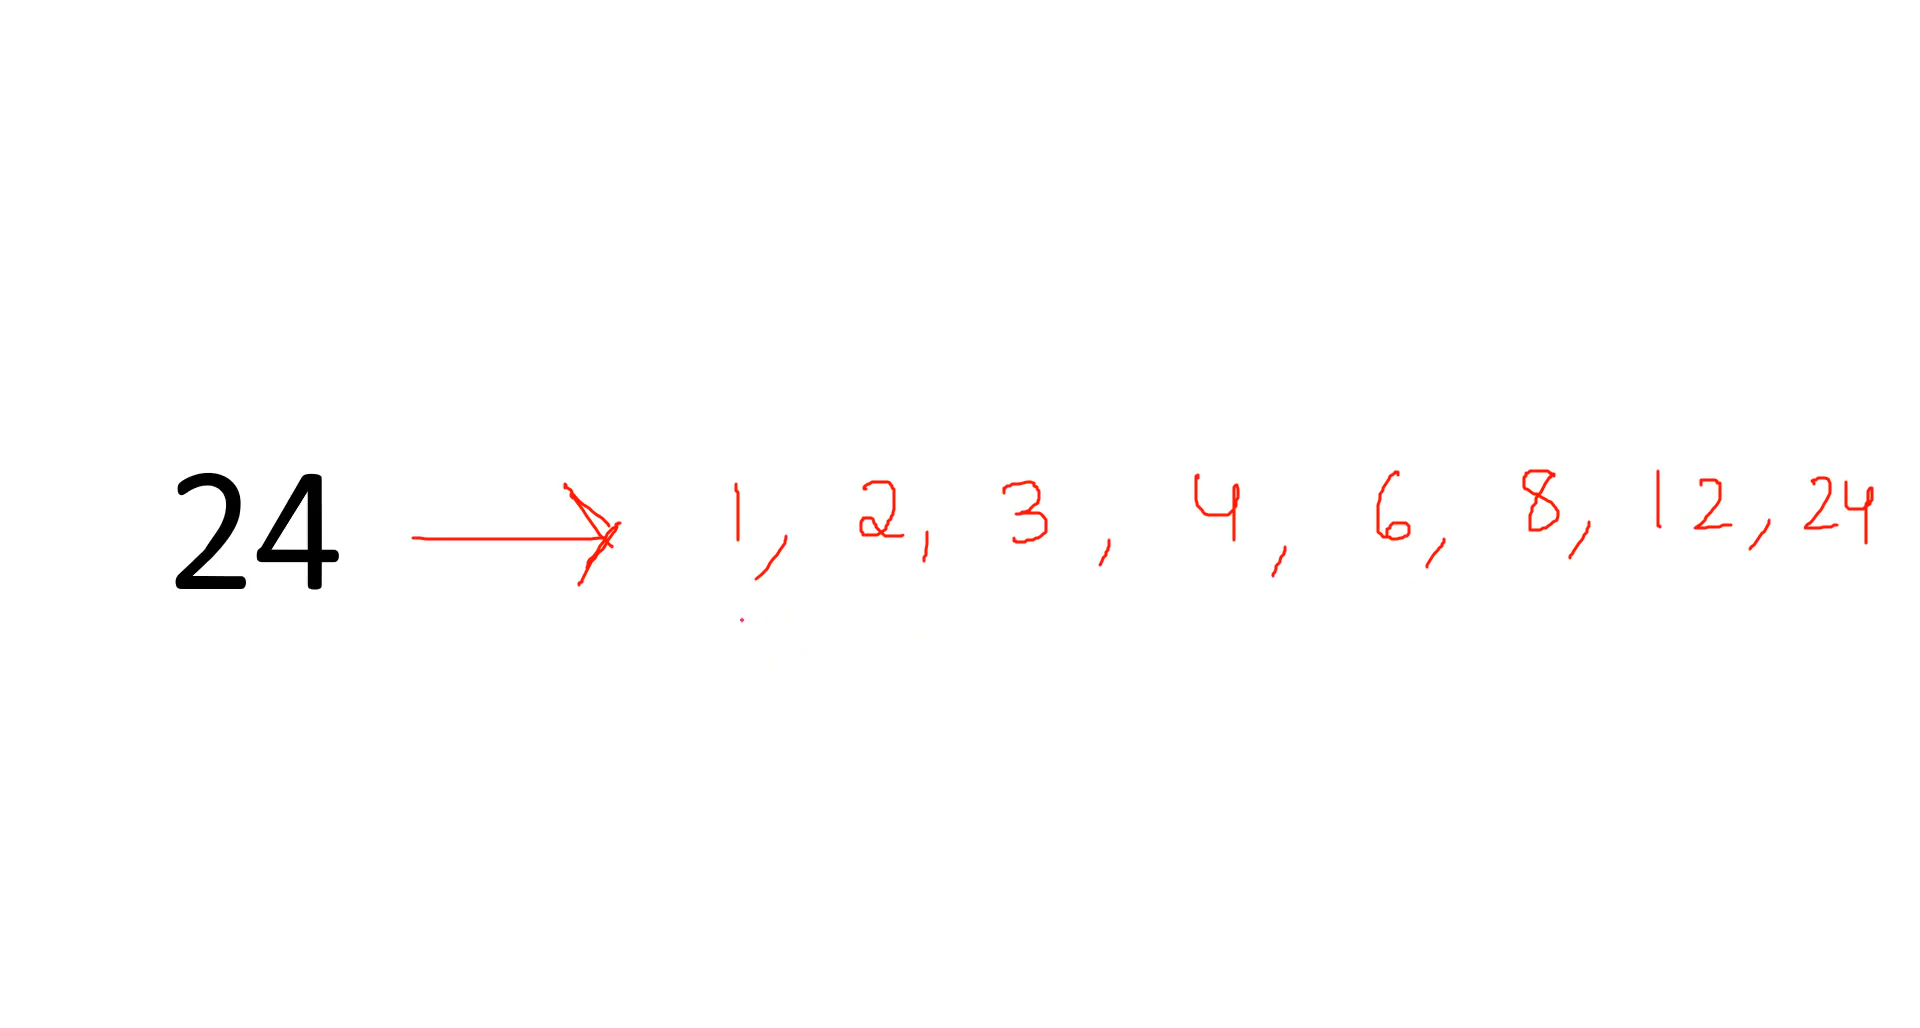 24 → 1, 2, 3, 4, 6, 8, 12, 24